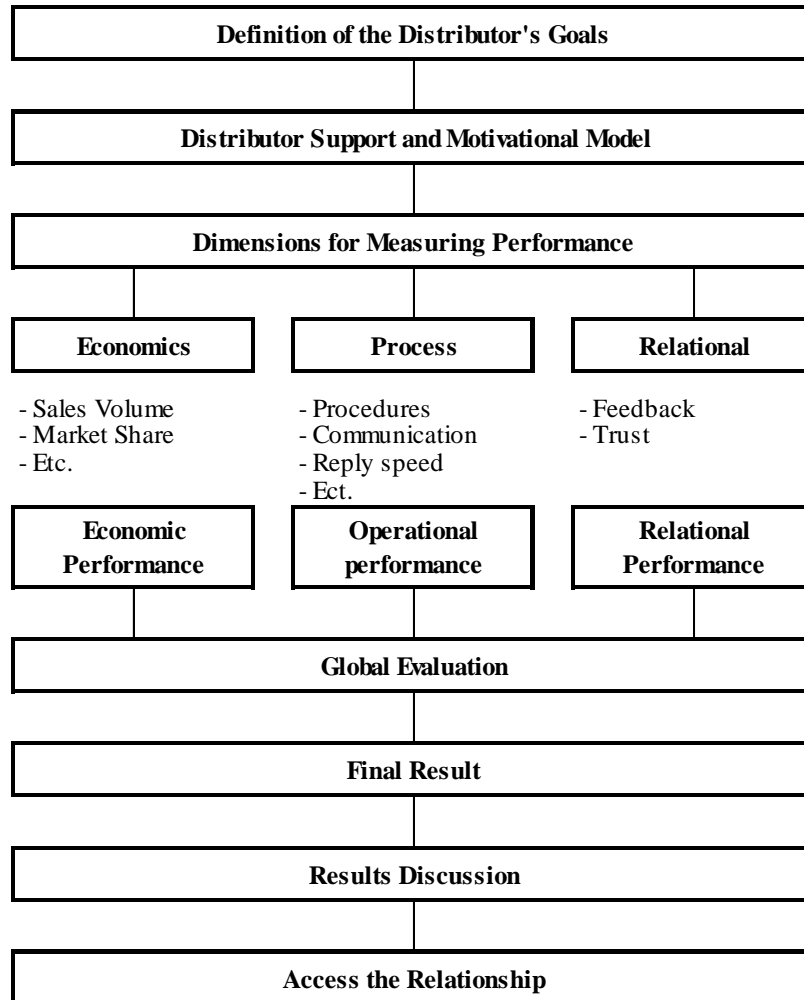 Definition of the Distributor's Goals
Distributor Support and Motivational Model
Dimensions for Measuring Performance
Economics
Process
Relational
- Sales Volume
- Market Share
- Etc.
- Procedures
- Communication
- Reply speed
- Ect.
- Feedback
- Trust
Economic
Performance
Operational
performance
Relational
Performance
Global Evaluation
Final Result
Results Discussion
Access the Relationship